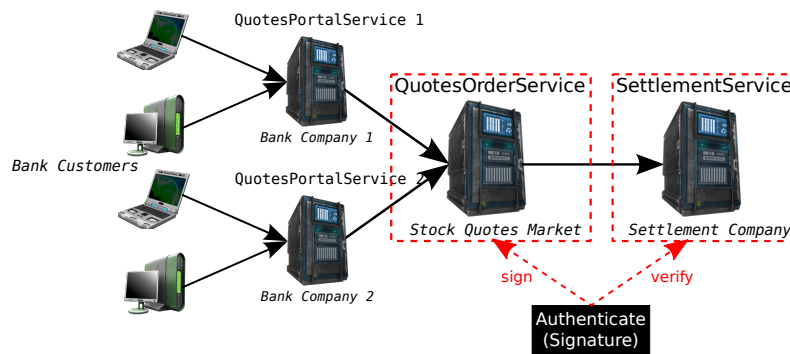 QuotesPortalService 1
Bank Company 1
Bank Customers
QuotesPortalService 2
Bank Company 2
QuotesOrderService
Stock Quotes Market
SettlementService
Settlement Company
sign
verify
Authenticate
(Signature)